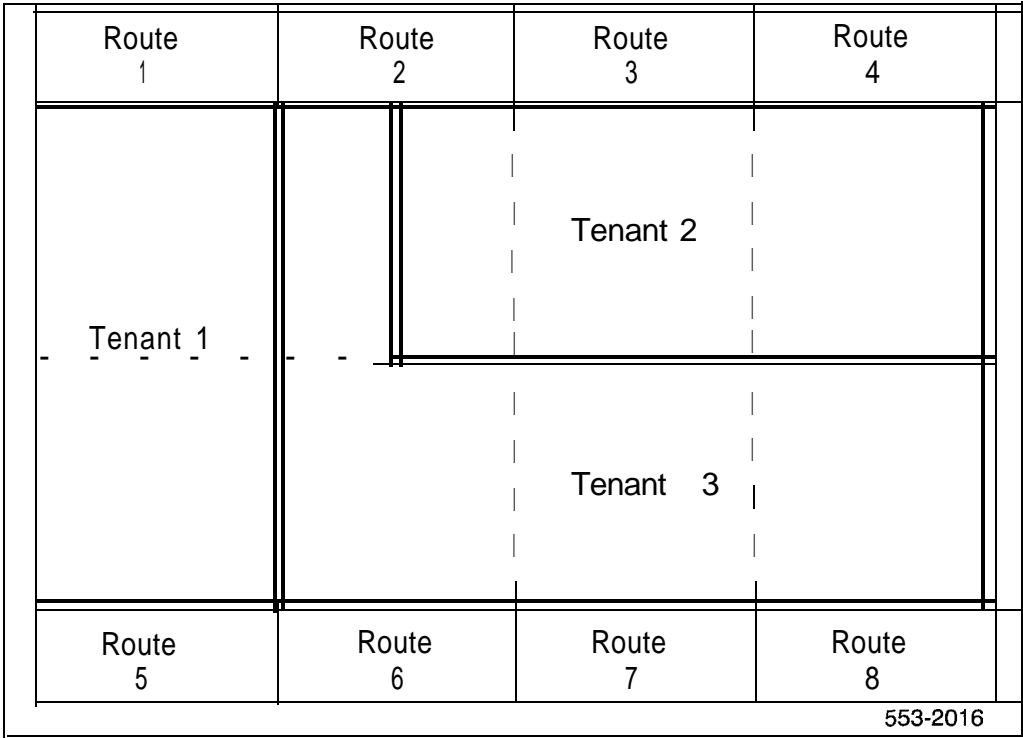 Route Route Route Route
1 2 3 4
Tenant 2
Tenant 1
Tenant 3
Route Route Route Route
5 6 7 8
553-2016